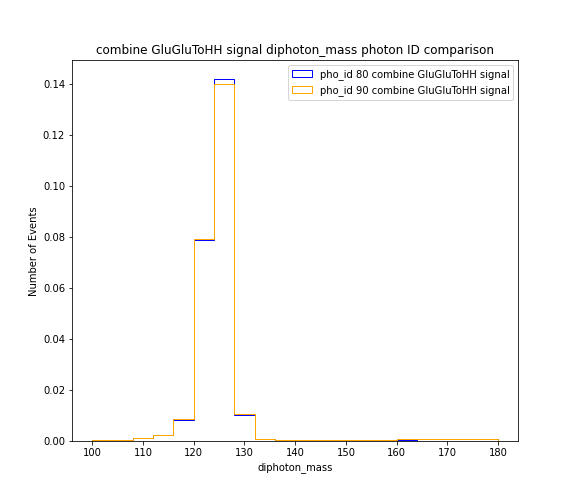 combine GluGluToHH signal diphoton_mass photon ID comparison
pho_id 80 combine GluGluToHH signal
pho_id 90 combine GluGluToHH signal
Number of Events
0.14
0.12
0.10
0.08
0.06
0.04
0.02
0.00
100 110 120 130 140 150 160 170 180
diphoton_mass